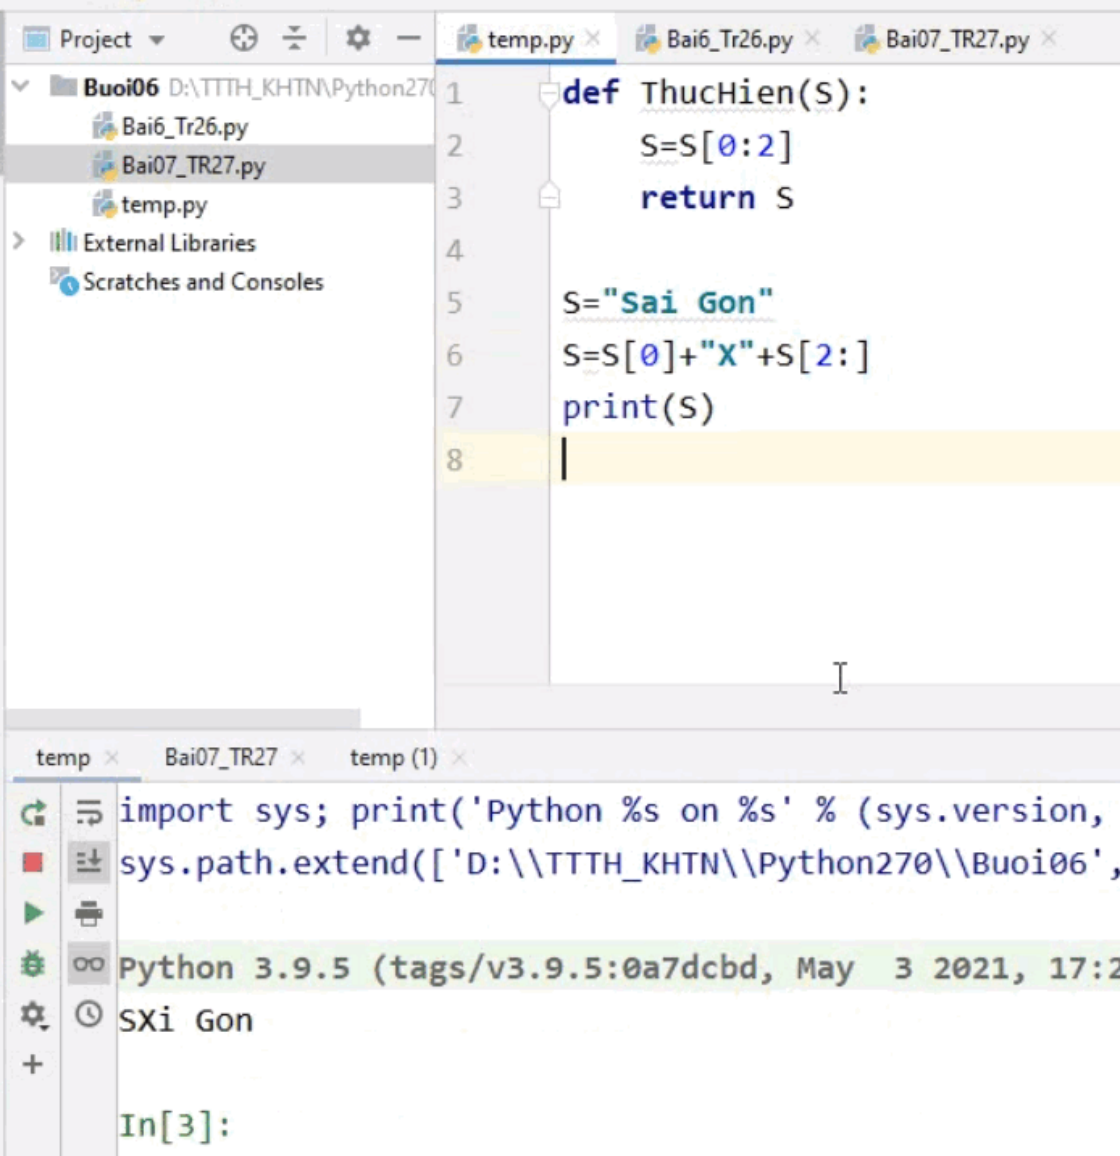 Project
temp.py
Bai6_Tr26.py
Bai07_TR27.py
Buoi06 D:\TTTH_KHTN\Python270
Bai6_Tr26.py
Bai07_TR27.py
temp.py
External Libraries
Scratches and Consoles
1 def ThucHien(S):
2 S=S[0:2]
3 return S
4
5 S="Sai Gon"
6 S=S[0]+"X"+S[2:]
7 print(S)
8
temp Bai07_TR27 temp (1)
import sys; print('Python %s on %s' % (sys.version,
sys.path.extend(['D:\\TTTH_KHTN\\Python270\\Buoi06',
Python 3.9.5 (tags/v3.9.5:0a7dcbd, May 3 2021, 17:2
SXi Gon
In[3]: